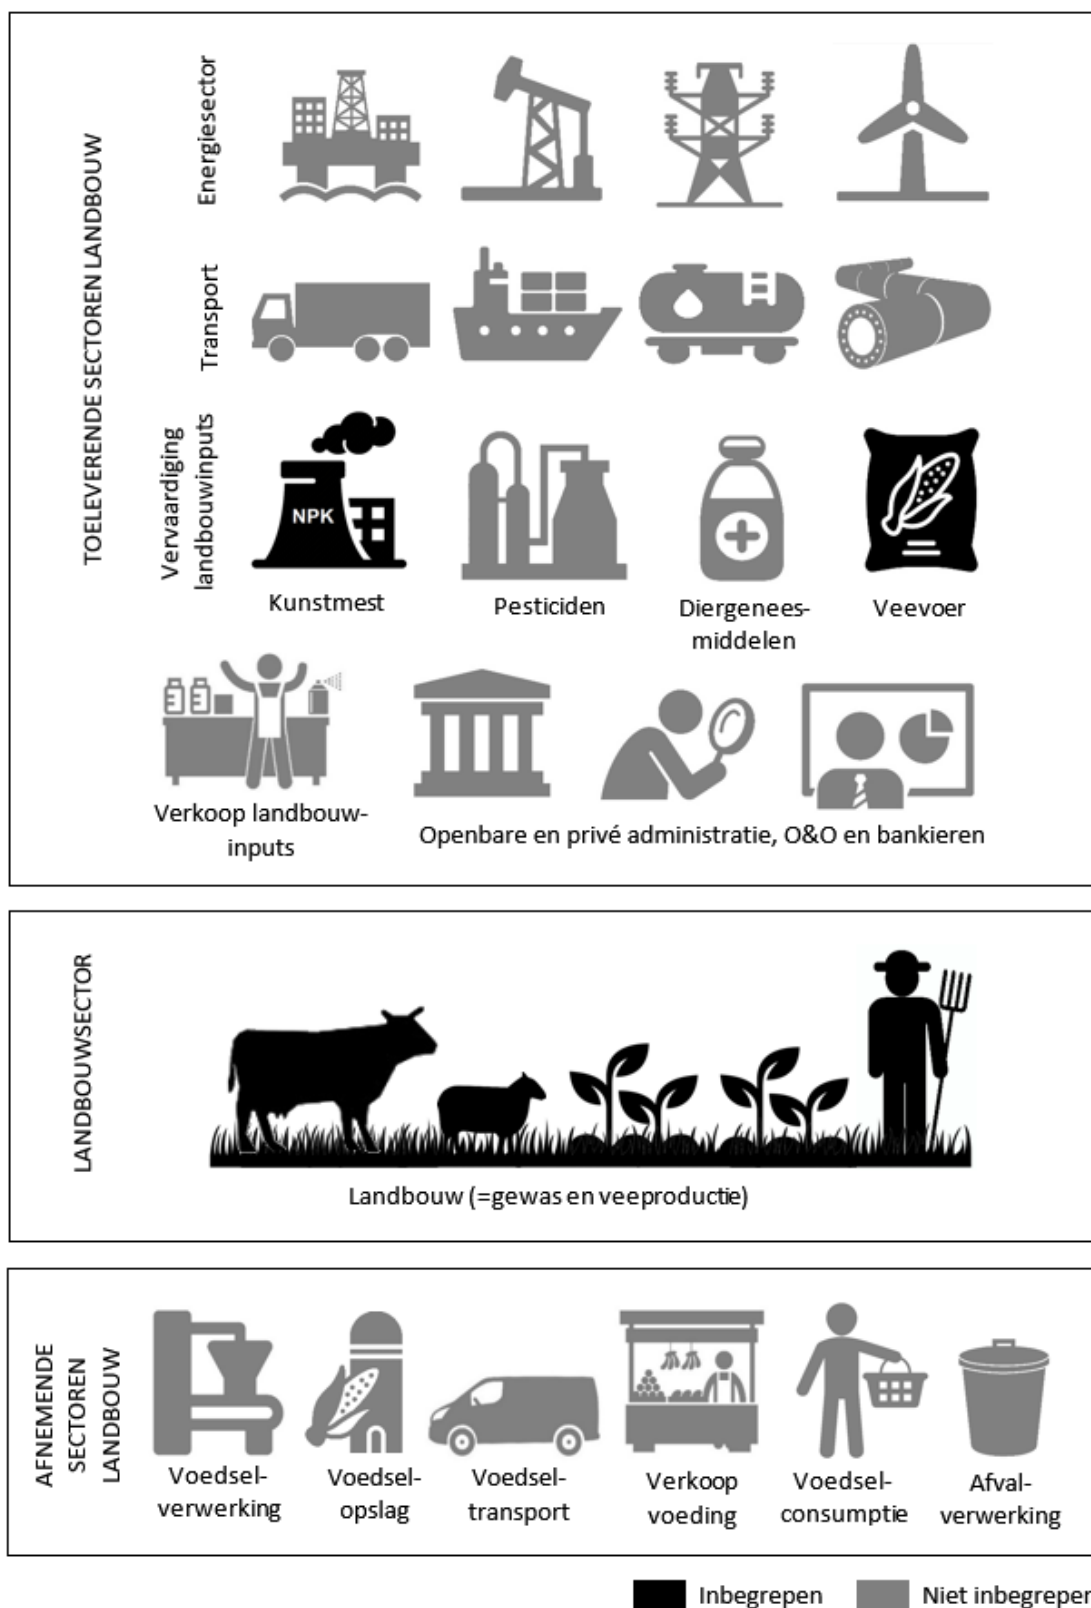 TOELEVERENDE SECTOREN LANDBOUW
Energiesector
Transport
Vervaardiging
landbouwinputs
NPK
Kunstmest
Pesticiden
Diergenees-
middelen
Veevoer
Verkoop landbouw-
inputs
Openbare en privé administratie, O&O en bankieren
LANDBOUWSECTOR
Landbouw (=gewas en veeproductie)
AFNEMENDE
SECTOREN
LANDBOUW
Voedsel-
verwerking
Voedsel-
opslag
Voedsel-
transport
Verkoop
voeding
Voedsel-
consumptie
Afval-
verwerking
Inbegrepen
Niet inbegrepen